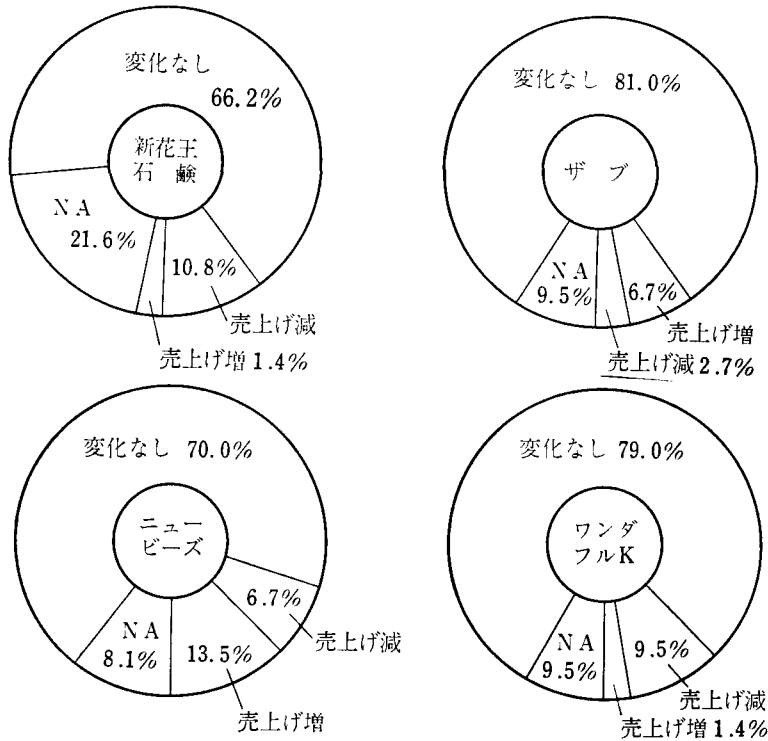 変化なし
66.2%
新花王
石鹸
NA
21.6%
10.8%
売上げ減
売上げ増 1.4%
変化なし 81.0%
ザブ
NA
9.5%
6.7%
売上げ増
売上げ減 2.7%
変化なし 70.0%
ニュー
ビーズ
6.7%
売上げ減
NA
8.1%
13.5%
売上げ増
変化なし 79.0%
ワンダ
フルK
NA
9.5%
9.5%
売上げ減
売上げ増 1.4%